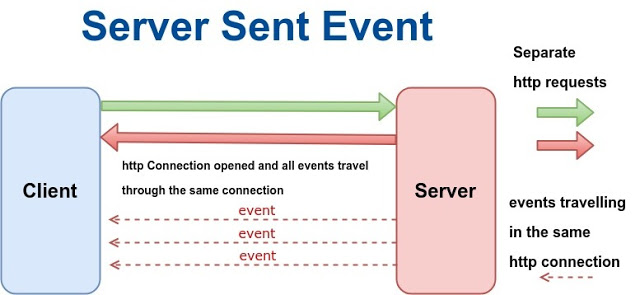 Server Sent Event
Separate
http requests
http Connection opened and all events travel
through the same connection
Client
Server
event
event
event
events travelling
in the same
http connection